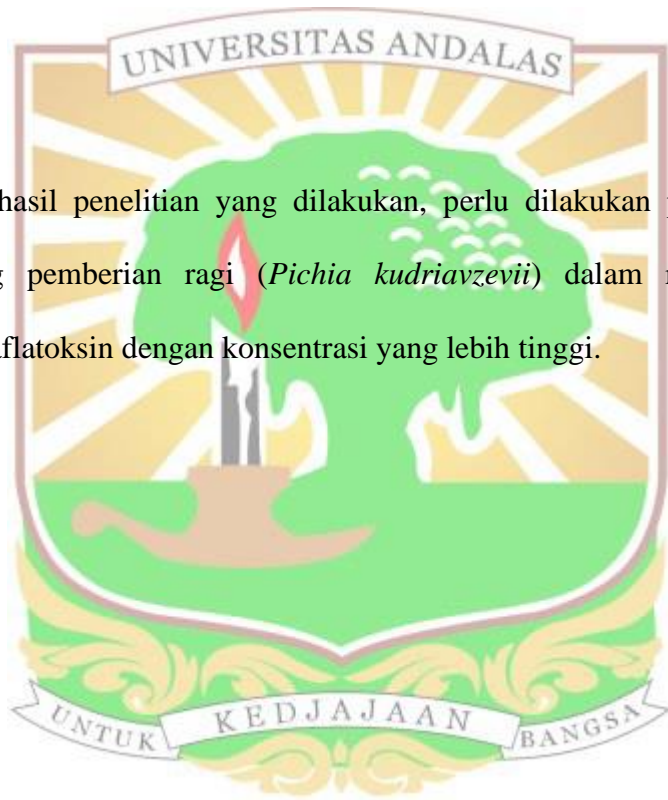 UNIVERSITAS ANDALAS
hasil penelitian yang dilakukan, perlu dilakukan
pemberian ragi (Pichia kudriavzevii) dalam
aflatoksin dengan konsentrasi yang lebih tinggi.
UNTUK KEDJAJAAN BANGSA